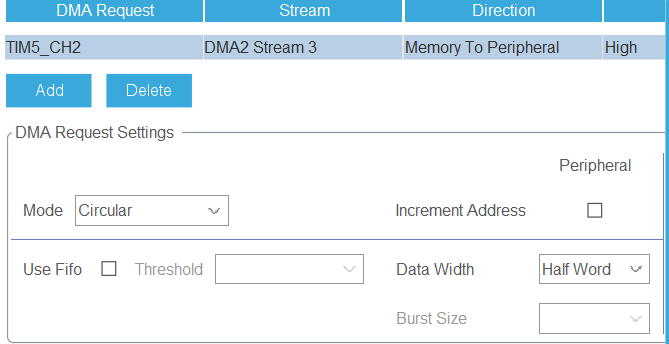 DMA Request Stream Direction
TIM5_CH2 DMA2 Stream 3 Memory To Peripheral High
Add Delete
DMA Request Settings
Peripheral
Mode Circular Increment Address
Use Fifo Threshold Data Width Half Word
Burst Size